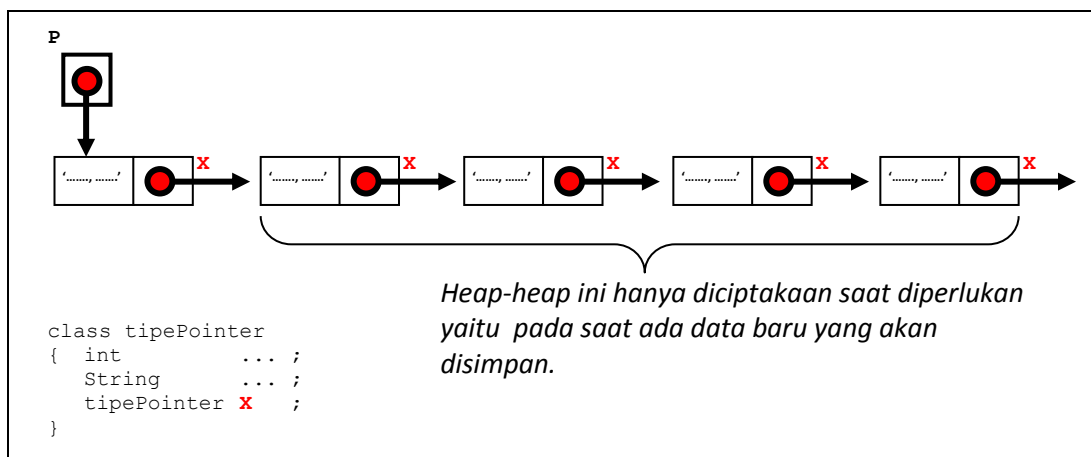 P
X X X X X
‘……., …….’ ‘……., ……’ ‘……., ……’ ‘……., ……’ ‘……., ……’
Heap-heap ini hanya diciptakaan saat diperlukan
yaitu pada saat ada data baru yang akan
disimpan.
class tipePointer
{ int ... ;
String ... ;
tipePointer X ;
}